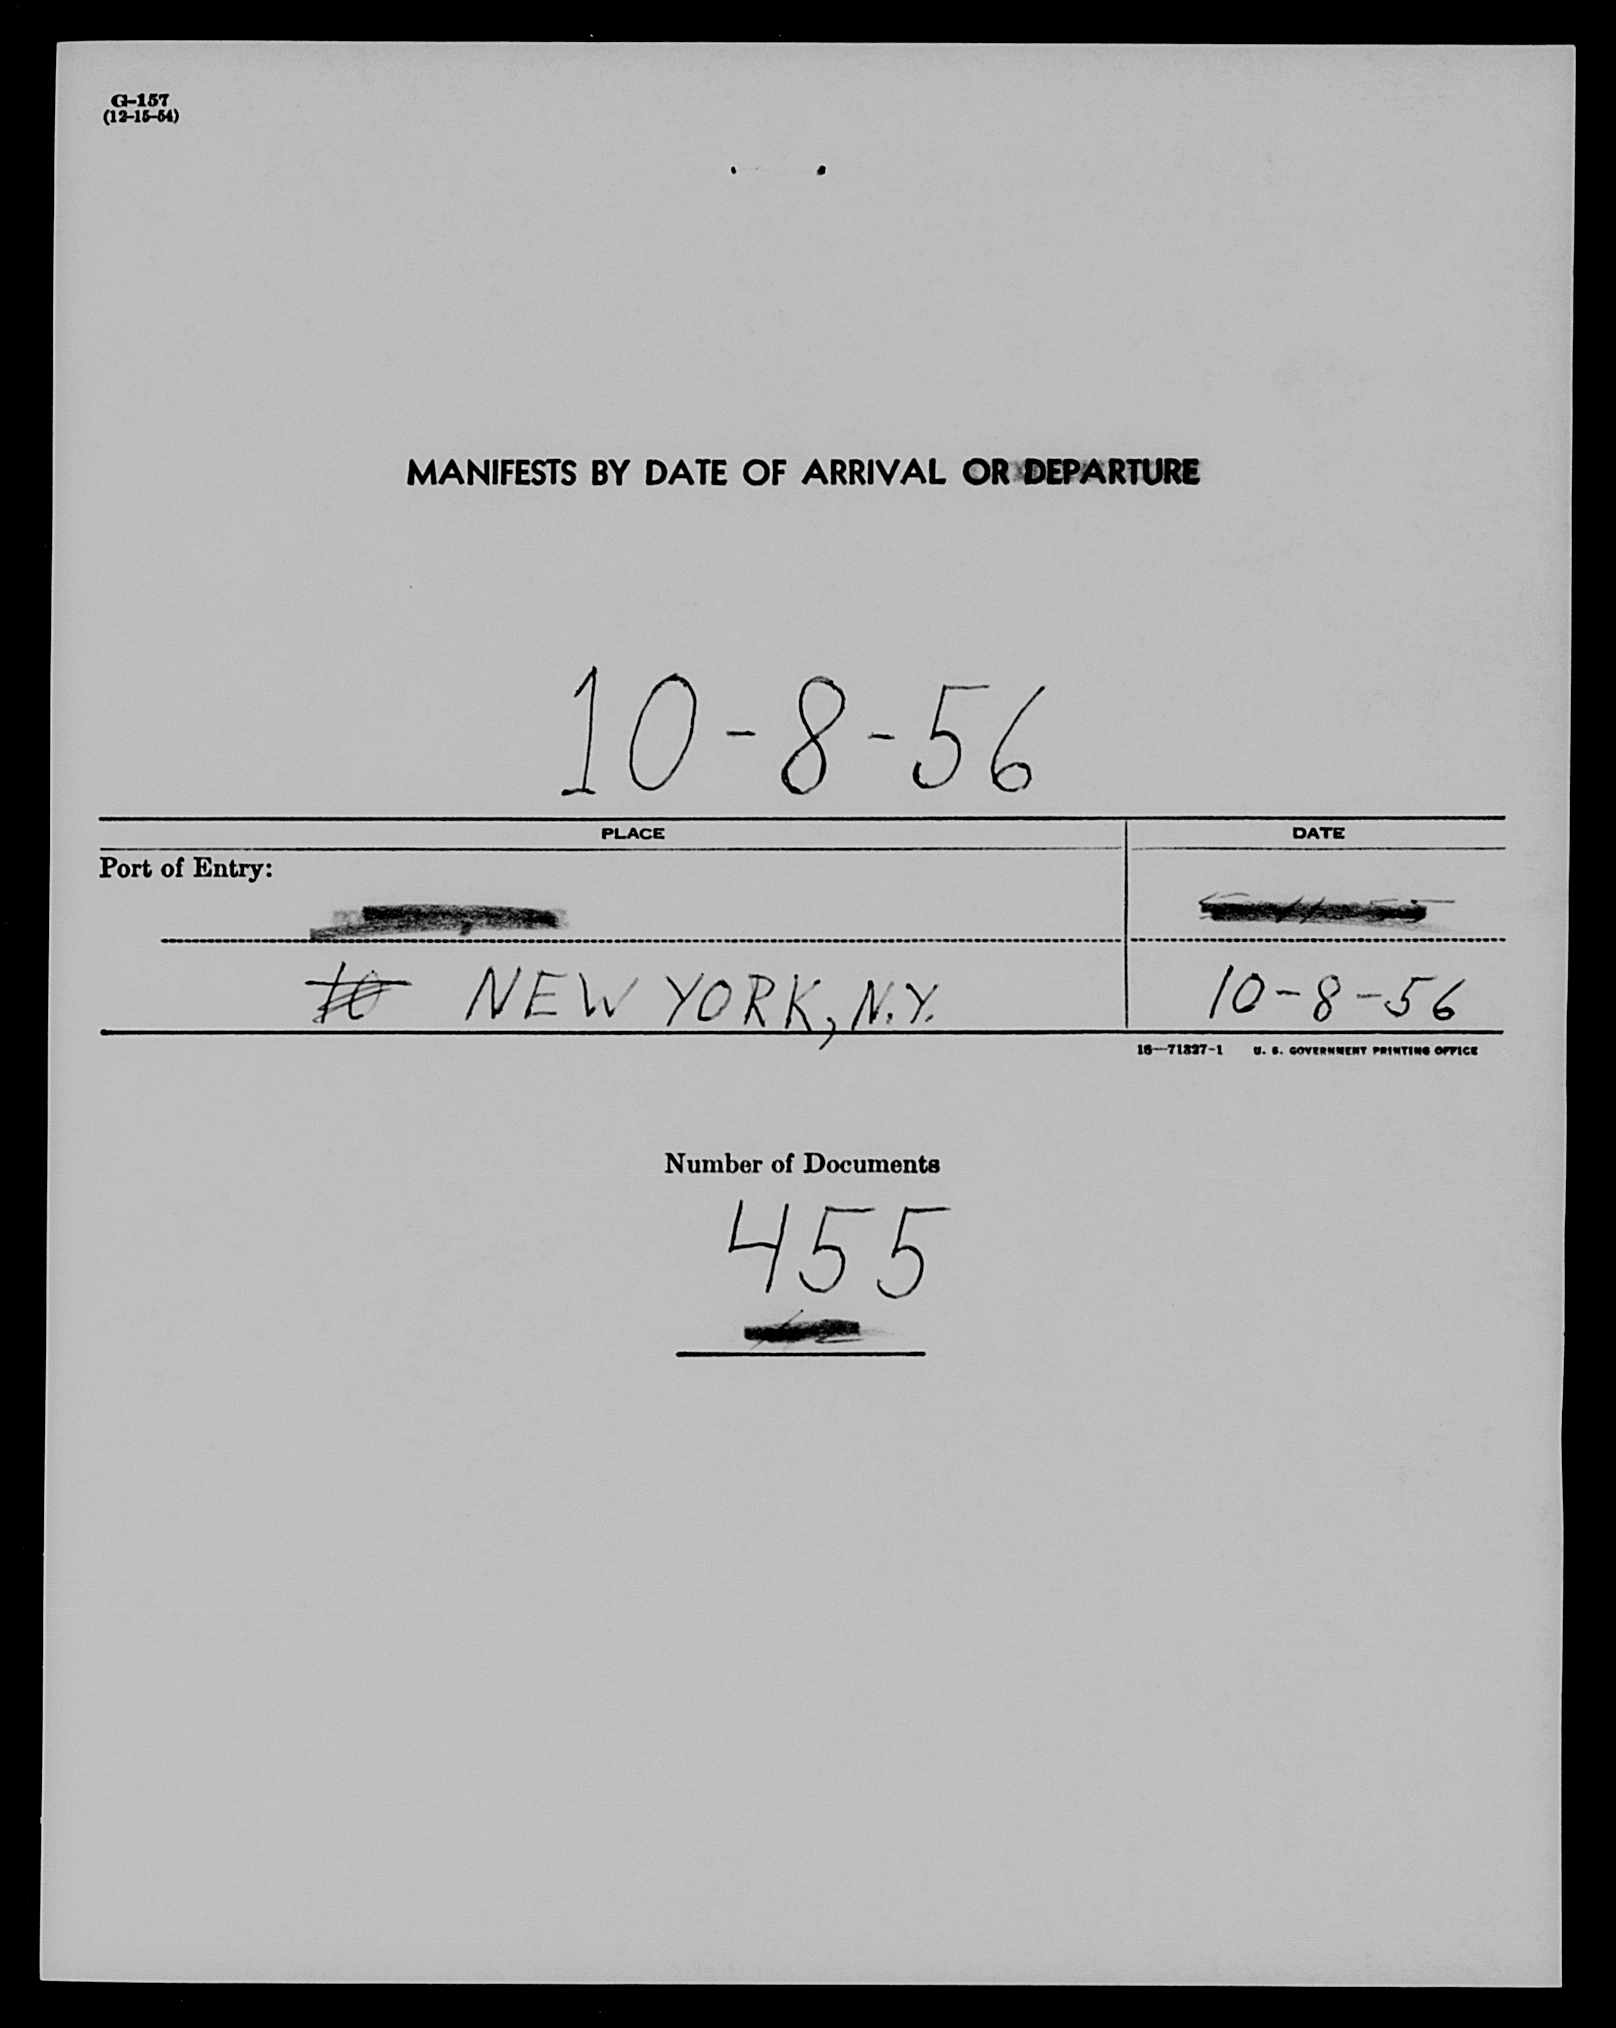 G-157
(12-15-54)
MANIFESTS BY DATE OF ARRIVAL OR DEPARTURE
10-8-56
PLACE
DATE
Port of Entry:
to NEW YORK, N.Y.
10-8-56
16—71327-1 U. S. GOVERNMENT PRINTING OFFICE
Number of Documents
455